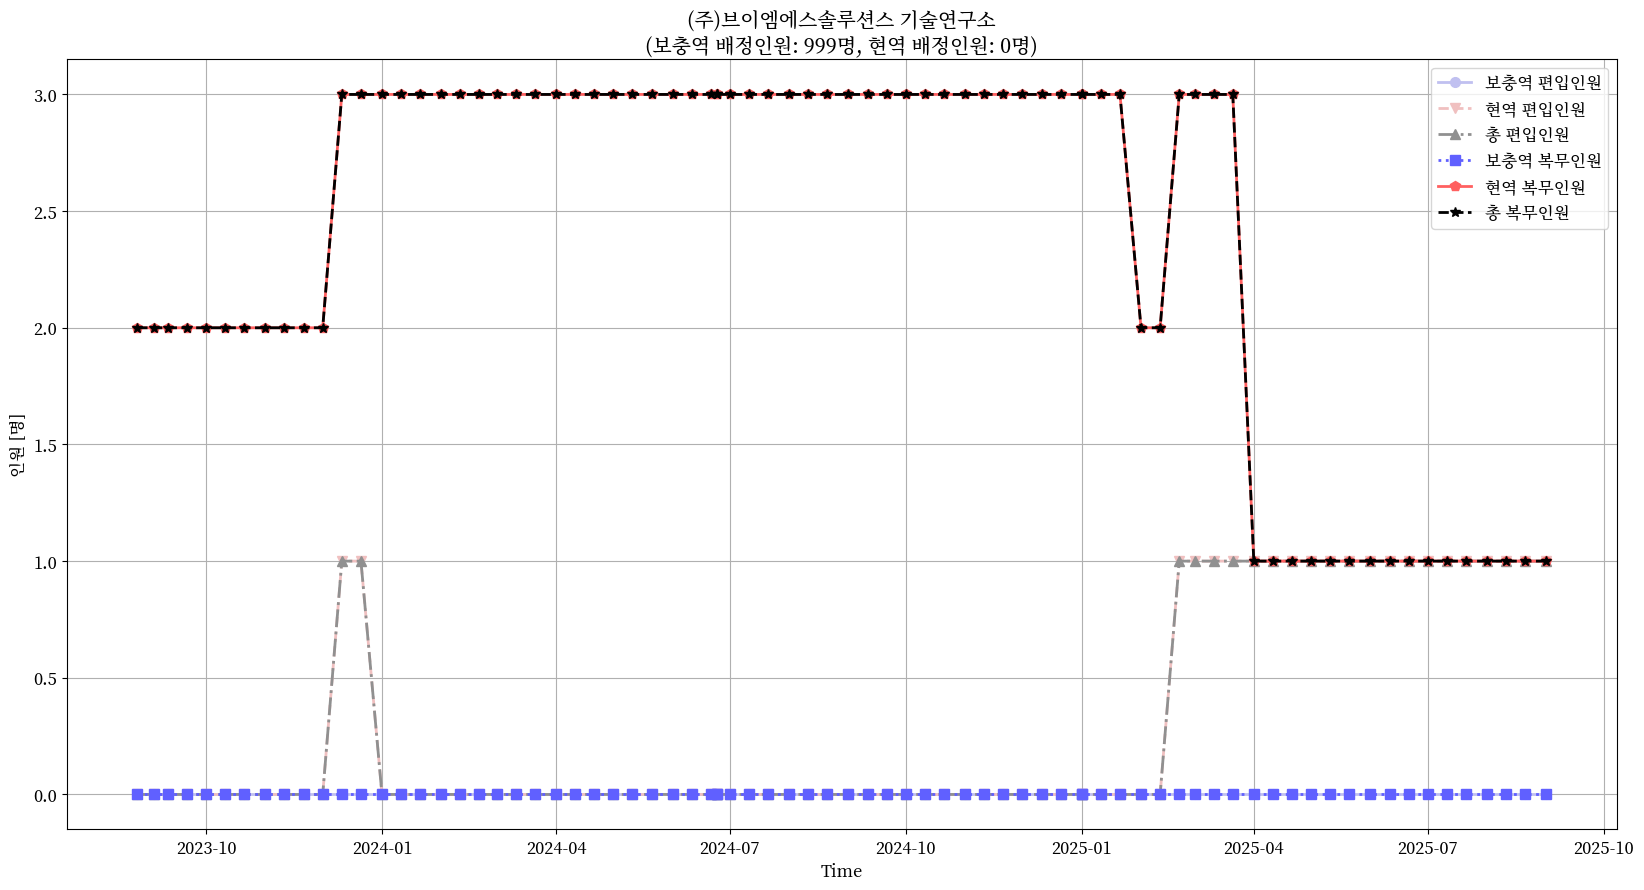 (주)브이엠에스솔루션스 기술연구소
(보충역 배정인원: 999명, 현역 배정인원: 0명)
보충역 편입인원
현역 편입인원
총 편입인원
보충역 복무인원
현역 복무인원
총 복무인원
3.0
2.5
2.0
1.5
1.0
0.5
0.0
인원 [명]
2023-10
2024-01
2024-04
2024-07
2024-10
2025-01
2025-04
2025-07
2025-10
Time